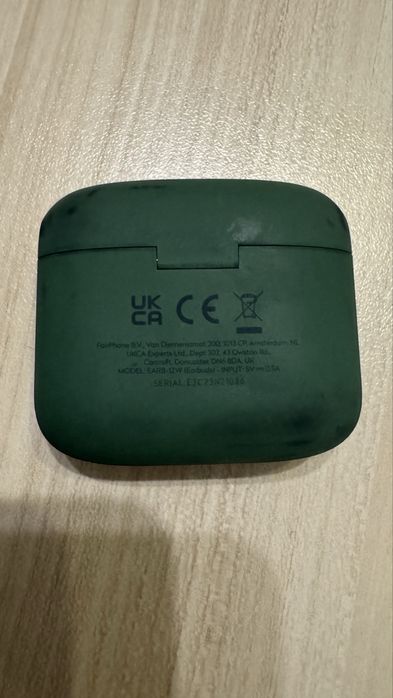 UK
CA CE
FairPhone B.V., Van Diemenstraat 200, 1013 CP, Amsterdam, NL
UKCA Experts Ltd., Dept 302, 43 Owston Rd.,
Carcroft, Doncaster DN6 8DA, UK
MODEL: EARB-1ZW (Earbuds) - INPUT: 5V ⎓ 0.5A
SERIAL E3C73N21086